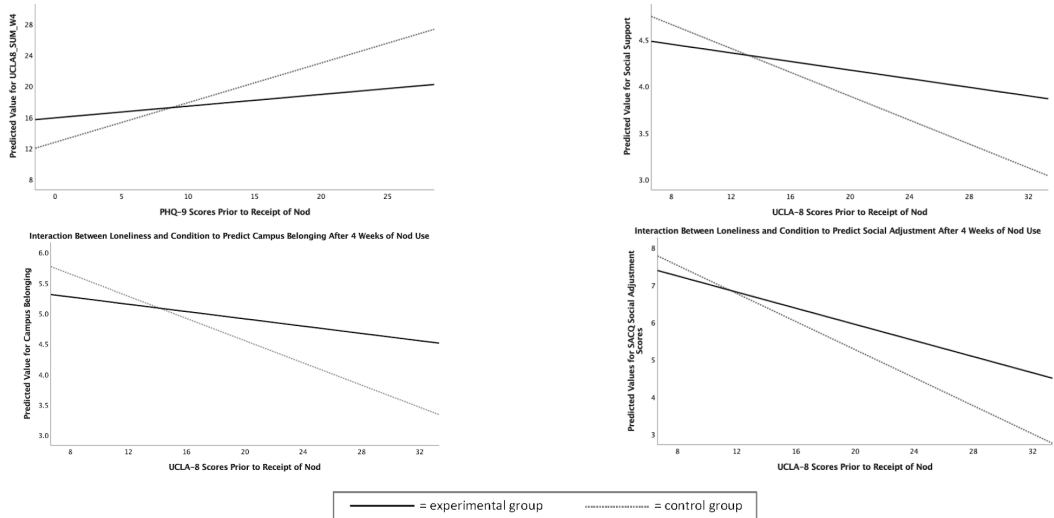 Predicted Value for UCLA8_SUM_W4
28
24
20
16
12
8
0 5 10 15 20 25
PHQ-9 Scores Prior to Receipt of Nod
Predicted Value for Social Support
4.5
4.0
3.5
3.0
8 12 16 20 24 28 32
UCLA-8 Scores Prior to Receipt of Nod
Interaction Between Loneliness and Condition to Predict Campus Belonging After 4 Weeks of Nod Use
Predicted Value for Campus Belonging
6.0
5.5
5.0
4.5
4.0
3.5
3.0
8 12 16 20 24 28 32
UCLA-8 Scores Prior to Receipt of Nod
Interaction Between Loneliness and Condition to Predict Social Adjustment After 4 Weeks of Nod Use
Predicted Values for SACQ Social Adjustment
Scores
8
7
6
5
4
3
8 12 16 20 24 28 32
UCLA-8 Scores Prior to Receipt of Nod
= experimental group = control group